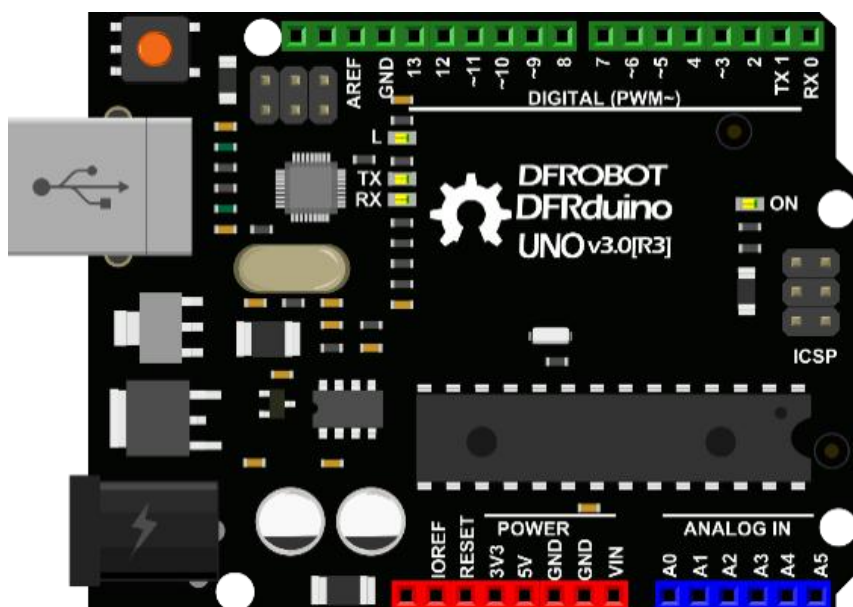 AREF
GND
13
12
~11
~10
~9
8
7
~6
~5
4
~3
2
TX 1
RX 0
DIGITAL (PWM~)
L
TX
RX
DFROBOT
DFRduino
UNO v3.0[R3]
ON
ICSP
POWER
ANALOG IN
IOREF
RESET
3V3
5V
GND
GND
VIN
A0
A1
A2
A3
A4
A5